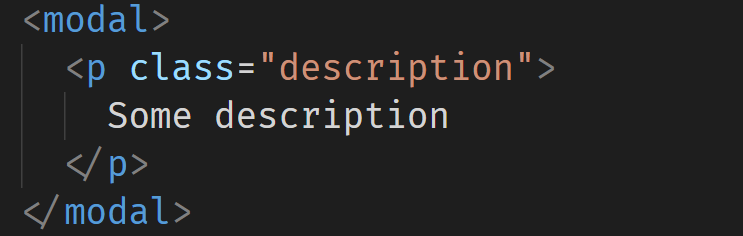 <modal>
<p class="description">
Some description
</p>
</modal>